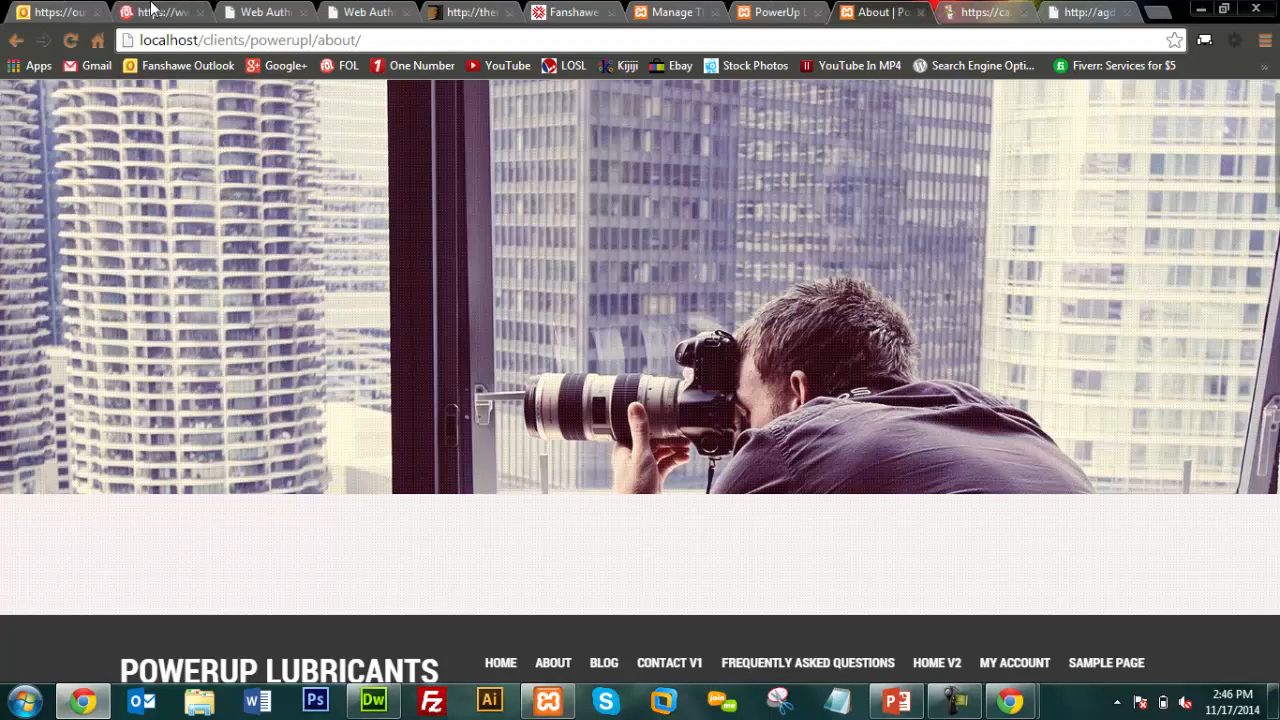 https://ou
https://ww
Web Auth
Web Auth
http://ther
Fanshawe
Manage T
PowerUp L
About | Po
https://ca
http://agd
localhost/clients/powerupl/about/
Apps Gmail Fanshawe Outlook Google+ FOL One Number YouTube LOSL Kijiji Ebay Stock Photos YouTube In MP4 Search Engine Opti... Fiverr: Services for $5
POWERUP LUBRICANTS
HOME ABOUT BLOG CONTACT V1 FREQUENTLY ASKED QUESTIONS HOME V2 MY ACCOUNT SAMPLE PAGE
2:46 PM
11/17/2014